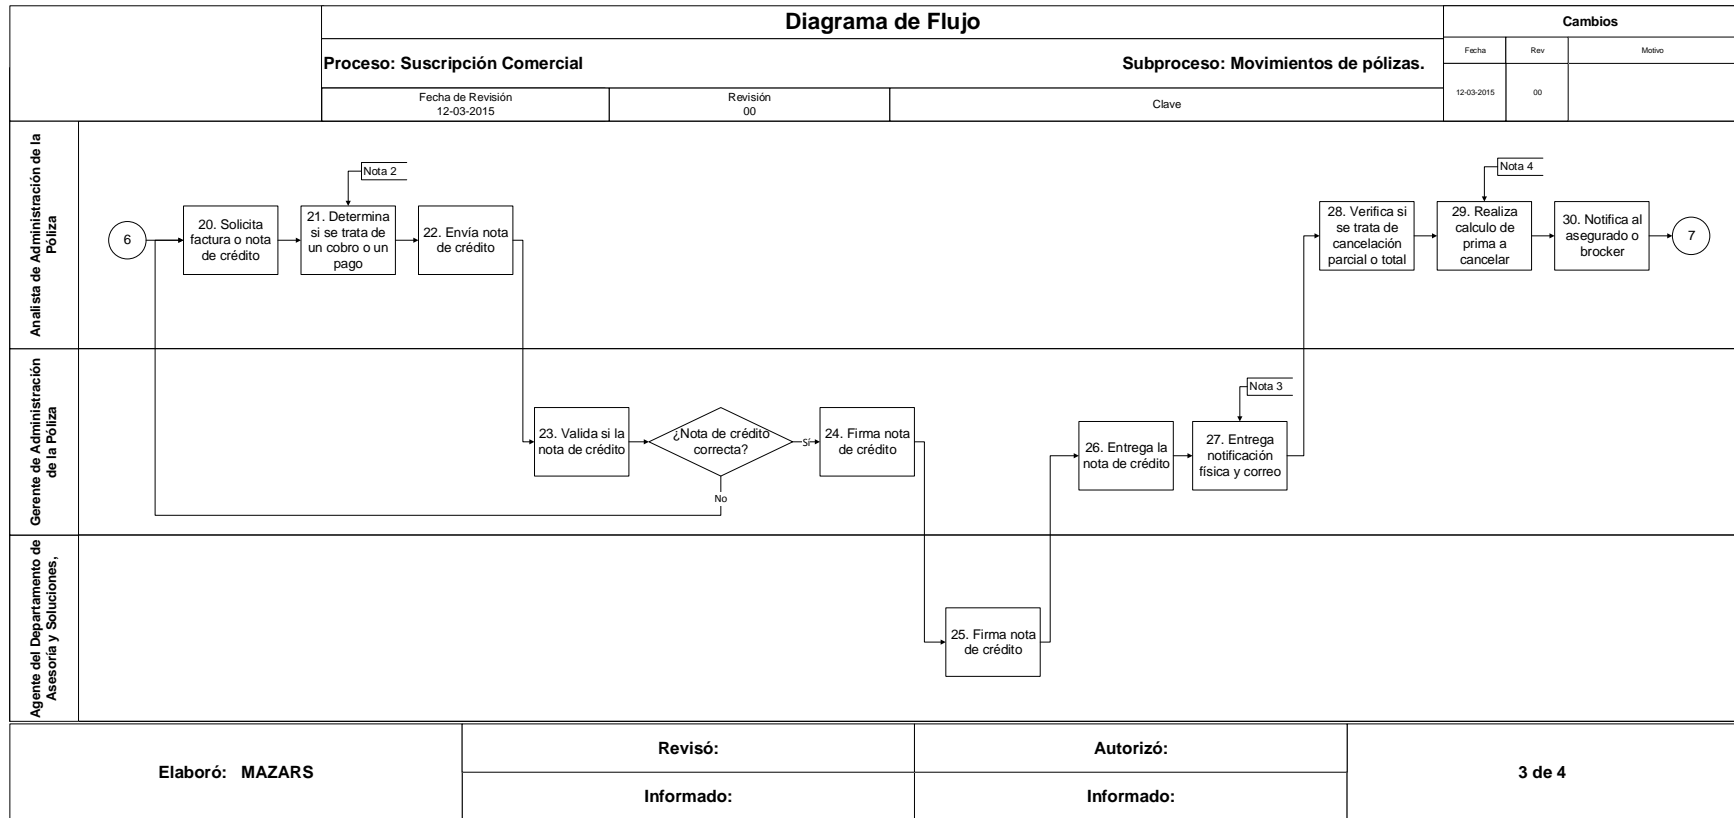 Diagrama de Flujo
Cambios
Proceso: Suscripción Comercial
Subproceso: Movimientos de pólizas.
Fecha
Rev
Motivo
Fecha de Revisión
12-03-2015
Revisión
00
Clave
12-03-2015
00
Analista de Administración de la
Póliza
6
20. Solicita
factura o nota
de crédito
Nota 2
21. Determina
si se trata de
un cobro o un
pago
22. Envía nota
de crédito
28. Verifica si
se trata de
cancelación
parcial o total
Nota 4
29. Realiza
calculo de
prima a
cancelar
30. Notifica al
asegurado o
brocker
7
Gerente de Administración
de la Póliza
23. Valida si la
nota de crédito
¿Nota de crédito
correcta?
Sí
No
24. Firma nota
de crédito
26. Entrega la
nota de crédito
Nota 3
27. Entrega
notificación
física y correo
Agente del Departamento de
Asesoría y Soluciones,
25. Firma nota
de crédito
Elaboró: MAZARS
Revisó:
Autorizó:
Informado:
Informado:
3 de 4